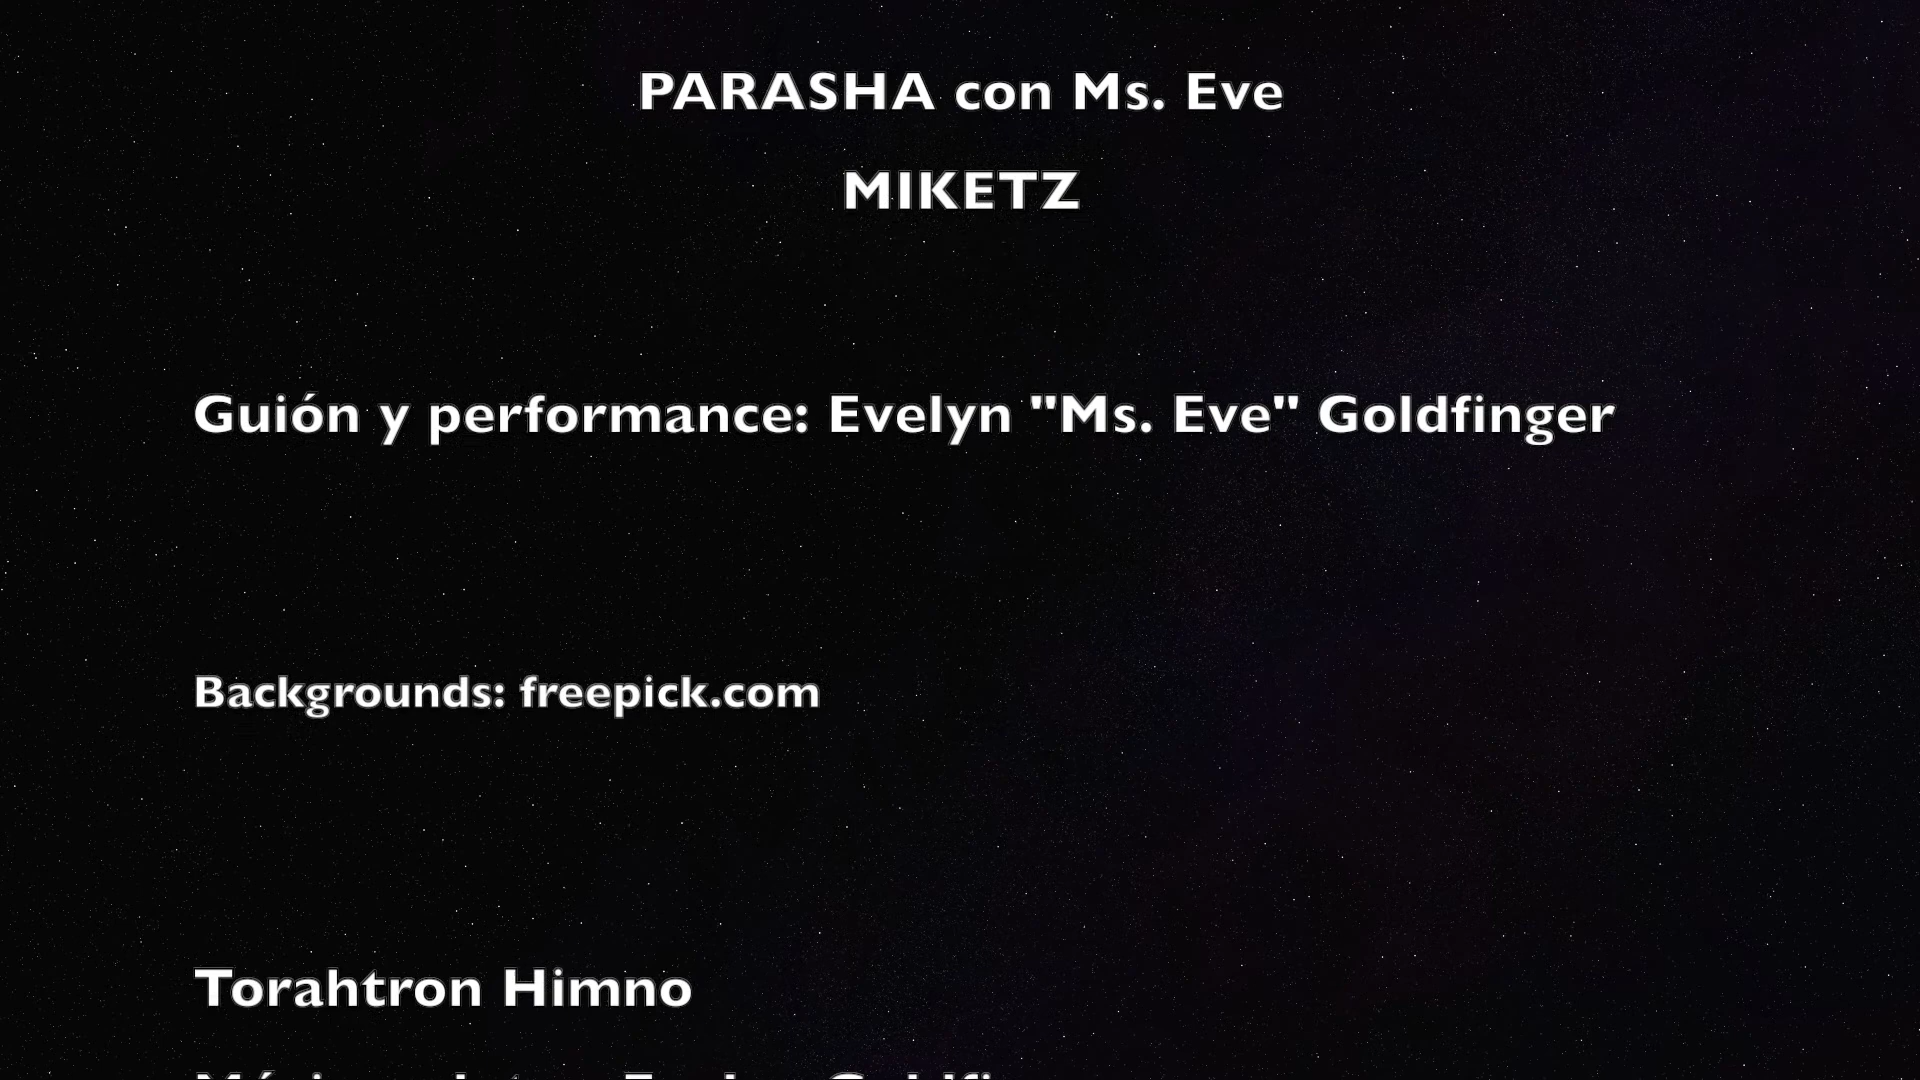 PARASHA con Ms. Eve
MIKETZ
Guión y performance: Evelyn "Ms. Eve" Goldfinger
Backgrounds: freepick.com
Torahtron Himno